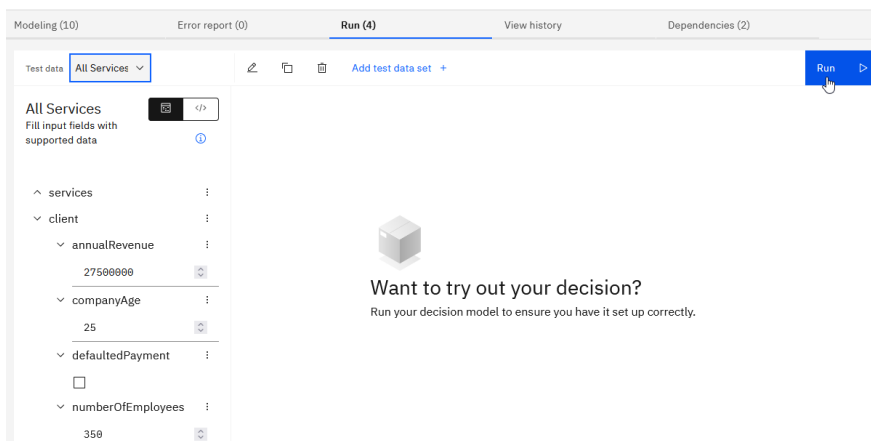 Modeling (10) Error report (0) Run (4) View history Dependencies (2)
Test data All Services Add test data set + Run
All Services </>
Fill input fields with
supported data
services
client
annualRevenue
27500000
Want to try out your decision?
companyAge
Run your decision model to ensure you have it set up correctly.
25
defaultedPayment
numberOfEmployees
350